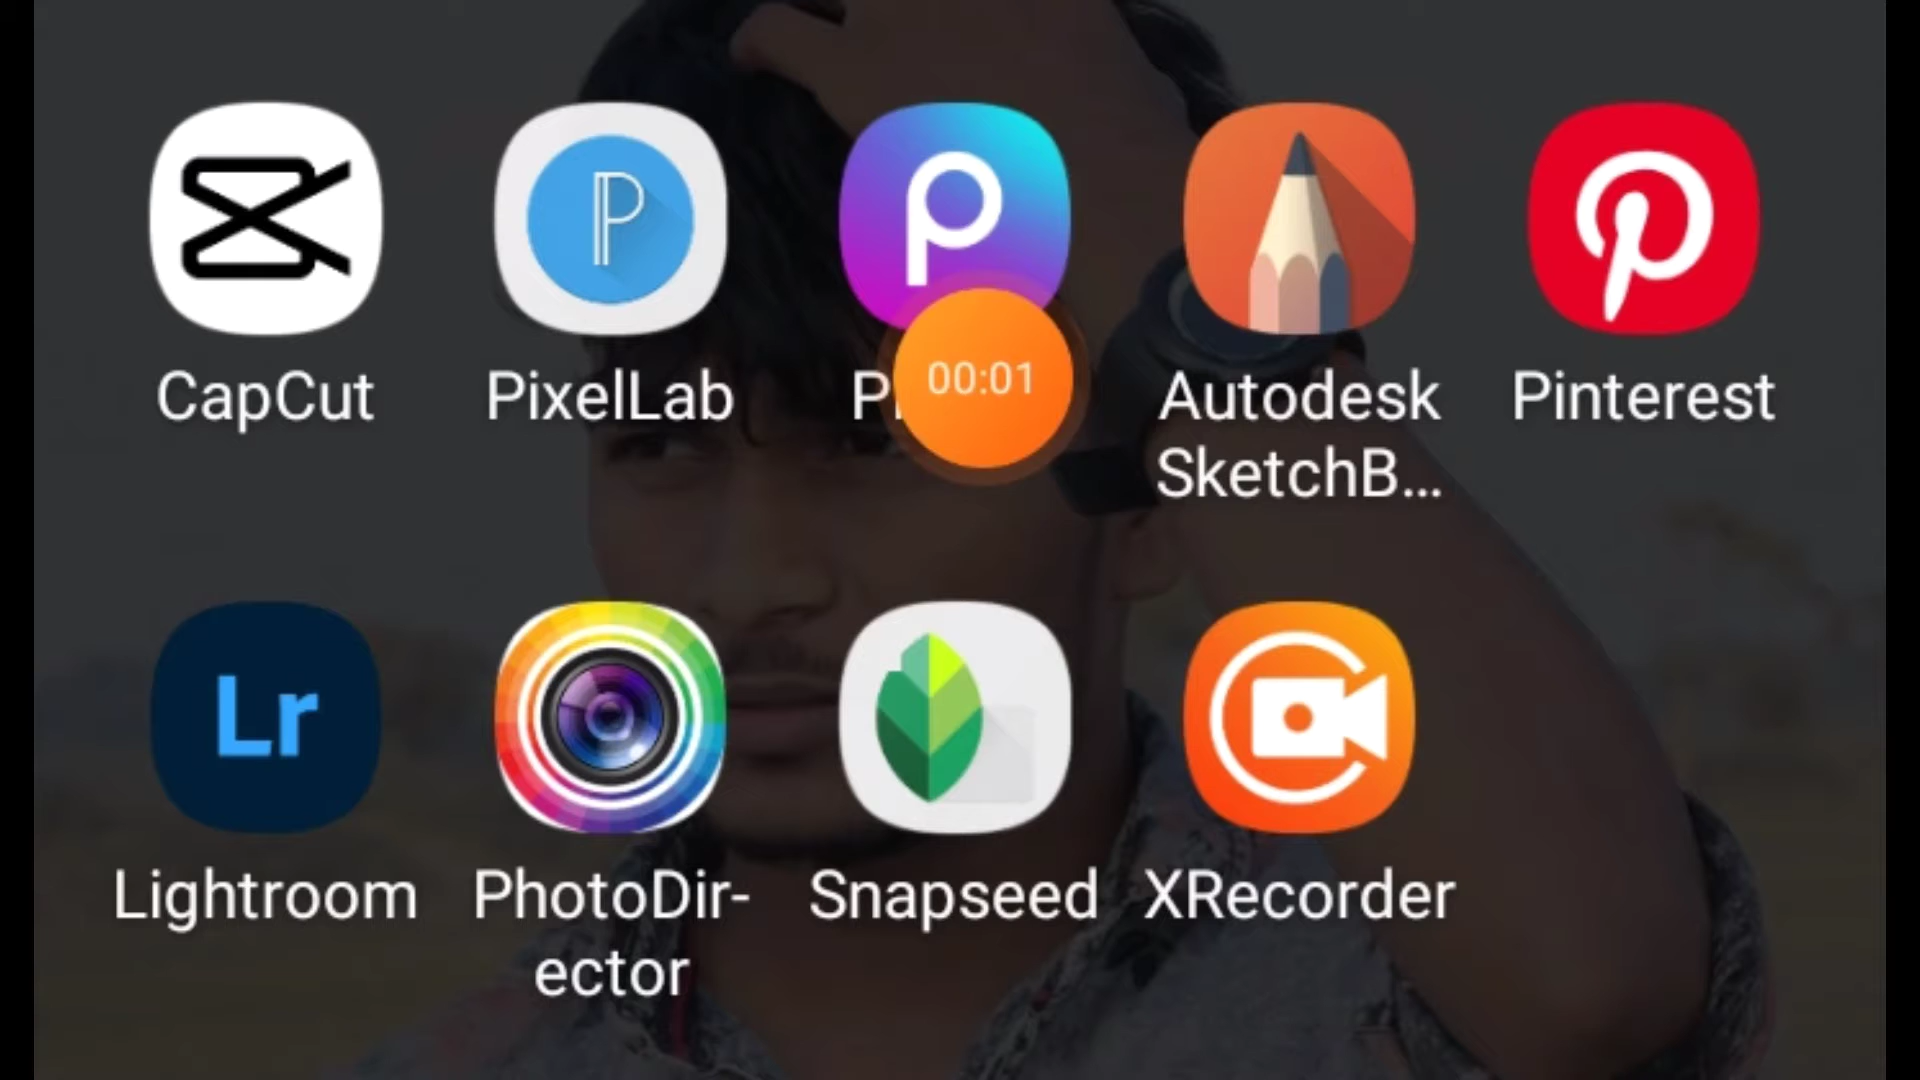 CapCut
PixelLab
00:01
Autodesk
SketchB...
Pinterest
Lr
Lightroom
PhotoDir-
ector
Snapseed
XRecorder